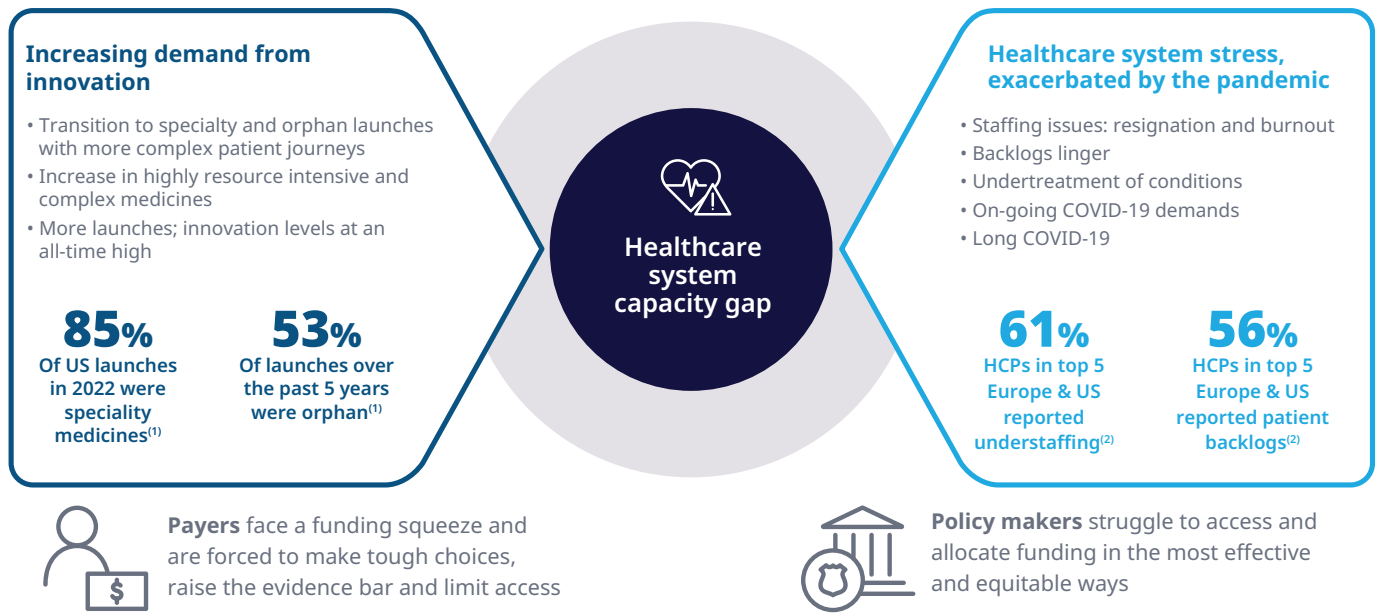 Increasing demand from
innovation
• Transition to specialty and orphan launches
with more complex patient journeys
• Increase in highly resource intensive and
complex medicines
• More launches; innovation levels at an
all-time high
85%
Of US launches
in 2022 were
speciality
medicines(1)
53%
Of launches over
the past 5 years
were orphan(1)
Healthcare
system
capacity gap
Healthcare system stress,
exacerbated by the pandemic
• Staffing issues: resignation and burnout
• Backlogs linger
• Undertreatment of conditions
• On-going COVID-19 demands
• Long COVID-19
61%
HCPs in top 5
Europe & US
reported
understaffing(2)
56%
HCPs in top 5
Europe & US
reported patient
backlogs(2)
$
Payers face a funding squeeze and
are forced to make tough choices,
raise the evidence bar and limit access
Policy makers struggle to access and
allocate funding in the most effective
and equitable ways